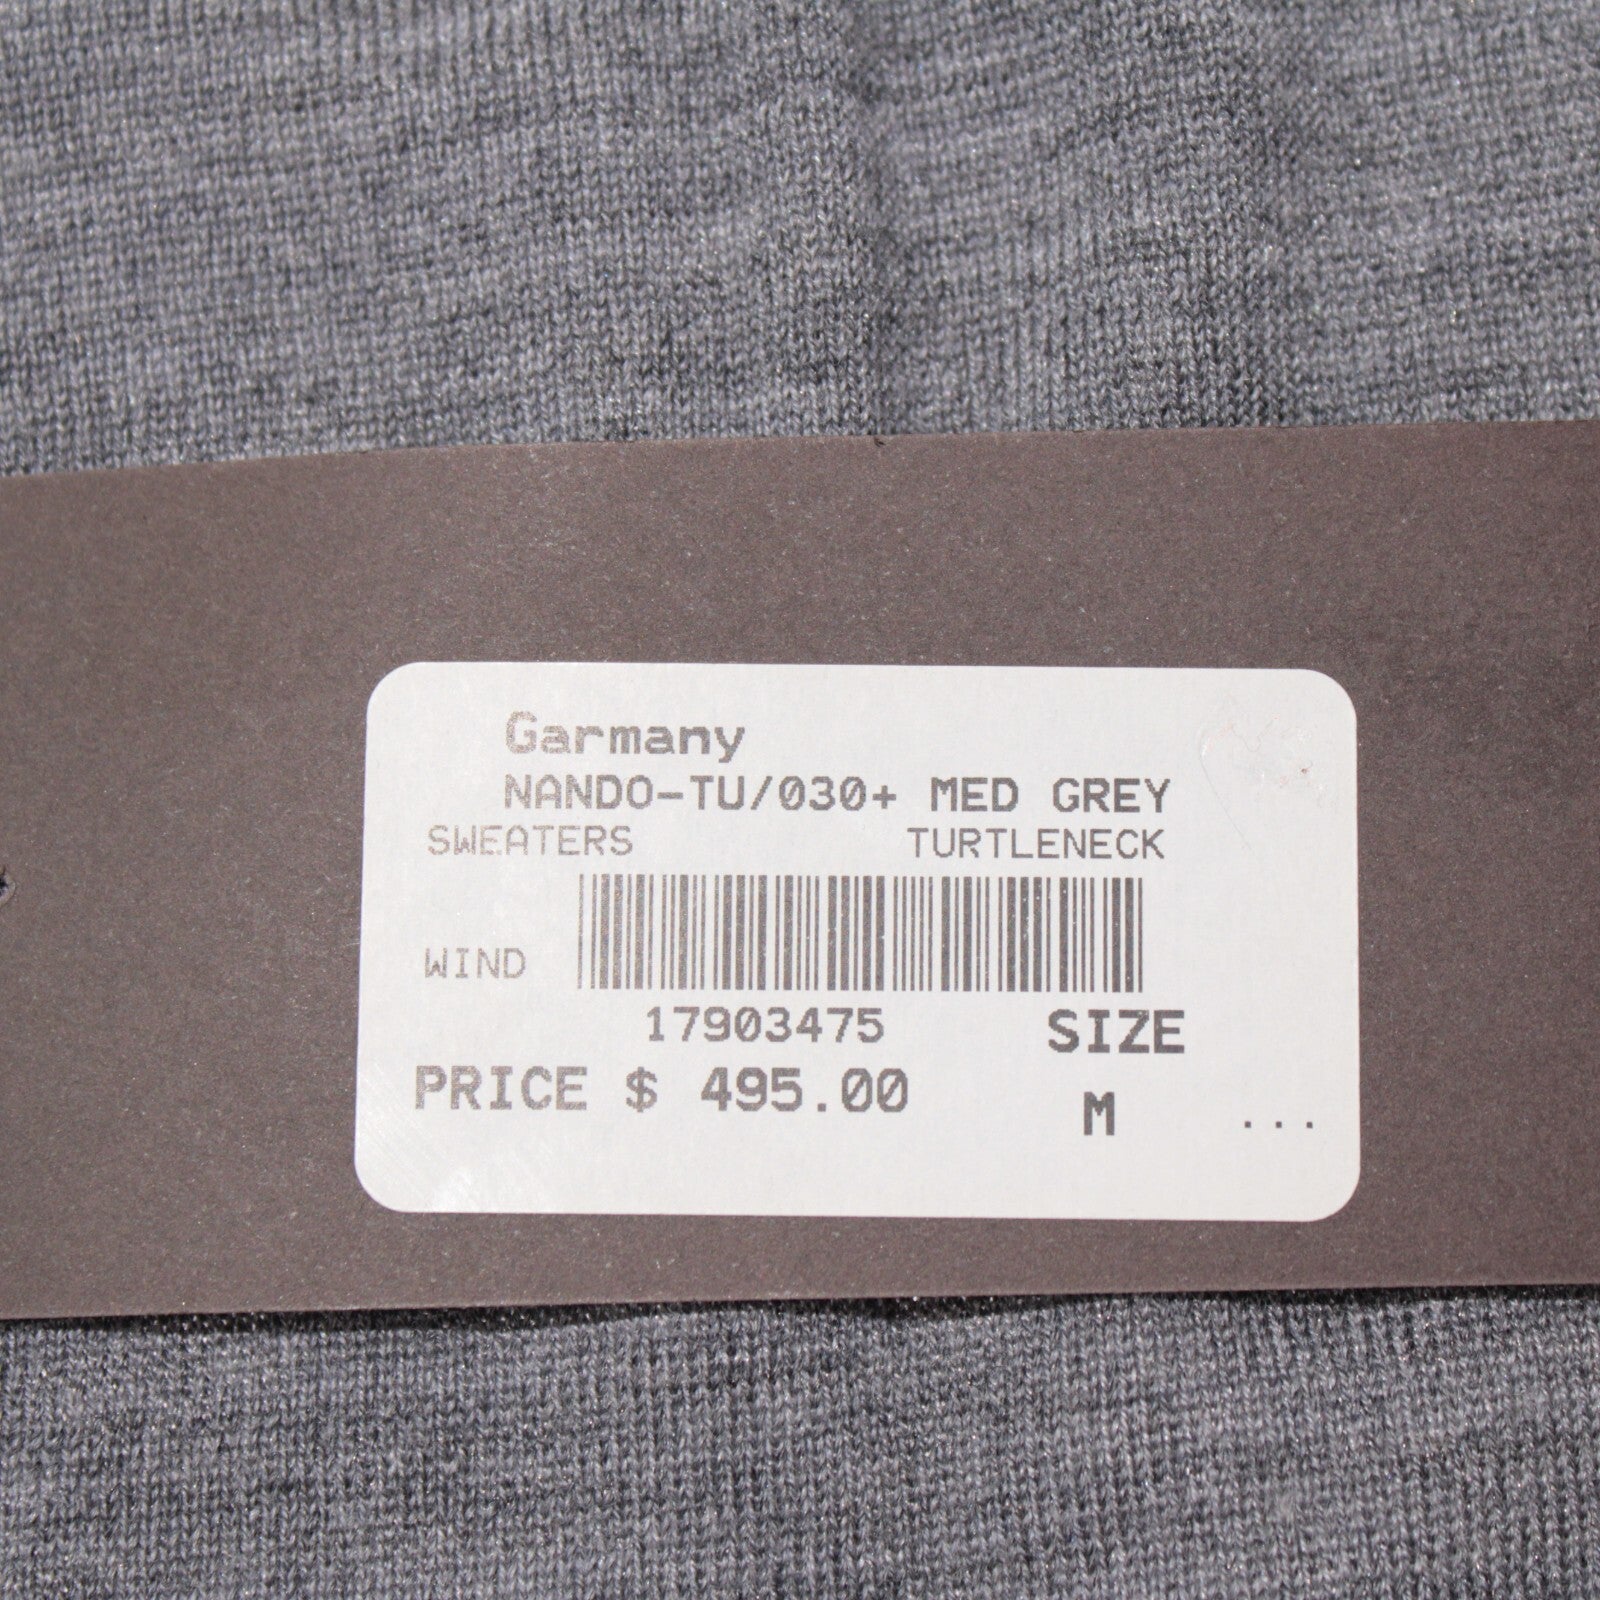 Garmany
NANDO-TU/030+ MED GREY
SWEATERS TURTLENECK
WIND
17903475 SIZE
PRICE $ 495.00 M ...